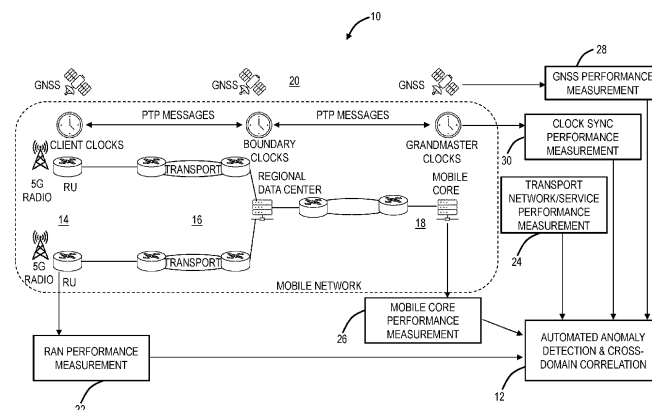 10
GNSS
GNSS
20
GNSS
28
GNSS PERFORMANCE
MEASUREMENT
PTP MESSAGES
PTP MESSAGES
CLIENT CLOCKS
BOUNDARY
CLOCKS
GRANDMASTER
CLOCKS
CLOCK SYNC
PERFORMANCE
MEASUREMENT
30
5G
RADIO
RU
TRANSPORT
REGIONAL
DATA CENTER
MOBILE
CORE
TRANSPORT
NETWORK/SERVICE
PERFORMANCE
MEASUREMENT
14
16
18
24
5G
RADIO
RU
TRANSPORT
MOBILE NETWORK
MOBILE CORE
PERFORMANCE
MEASUREMENT
26
RAN PERFORMANCE
MEASUREMENT
22
AUTOMATED ANOMALY
DETECTION & CROSS-
DOMAIN CORRELATION
12